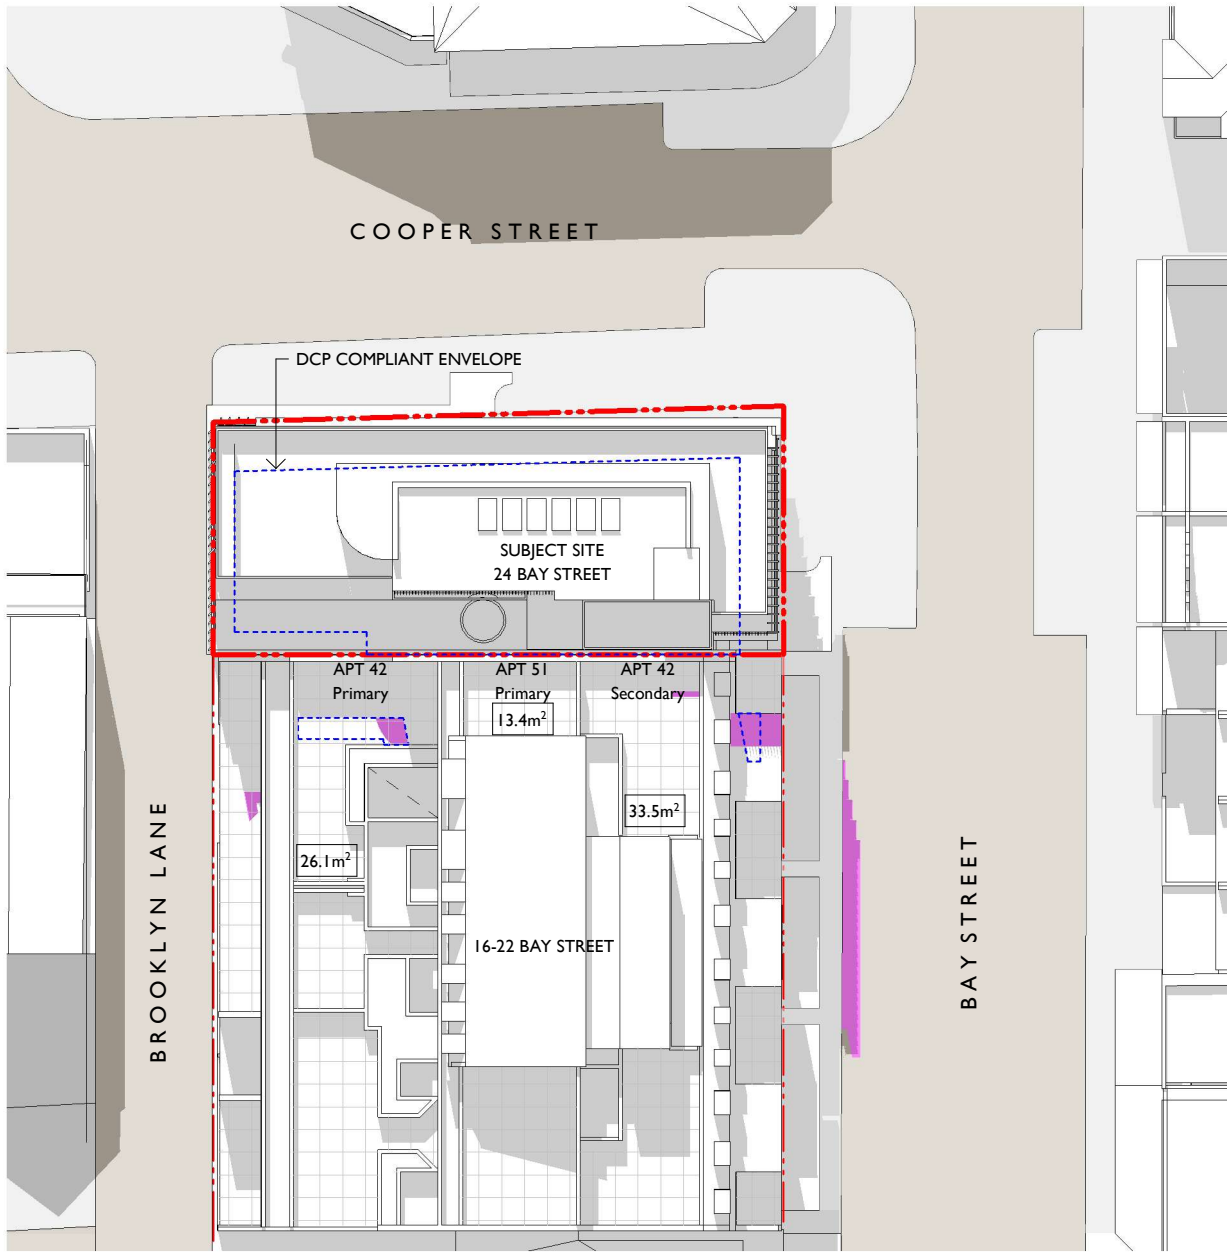 COOPER STREET
DCP COMPLIANT ENVELOPE
SUBJECT SITE
24 BAY STREET
APT 42
Primary
APT 51
Primary
13.4m²
APT 42
Secondary
33.5m²
26.1m²
16-22 BAY STREET
BROOKLYN LANE
BAY STREET